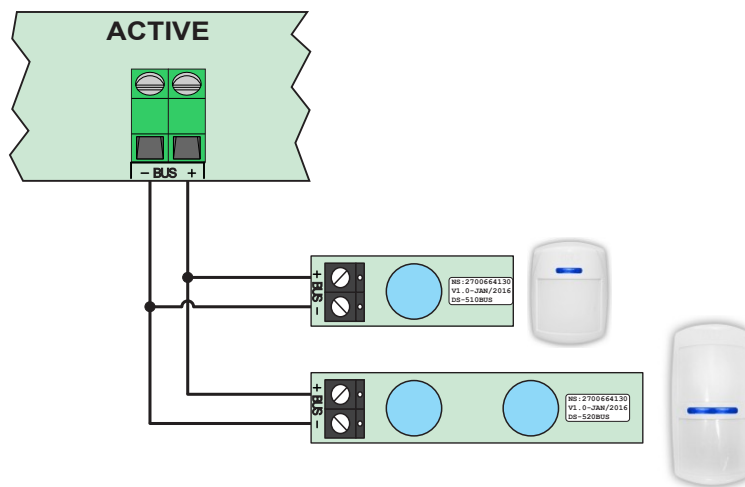 ACTIVE
- BUS +
+ BUS -
NS:2700664130
V1.0-JAN/2016
DS-510BUS
+ BUS -
NS:2700664130
V1.0-JAN/2016
DS-520BUS